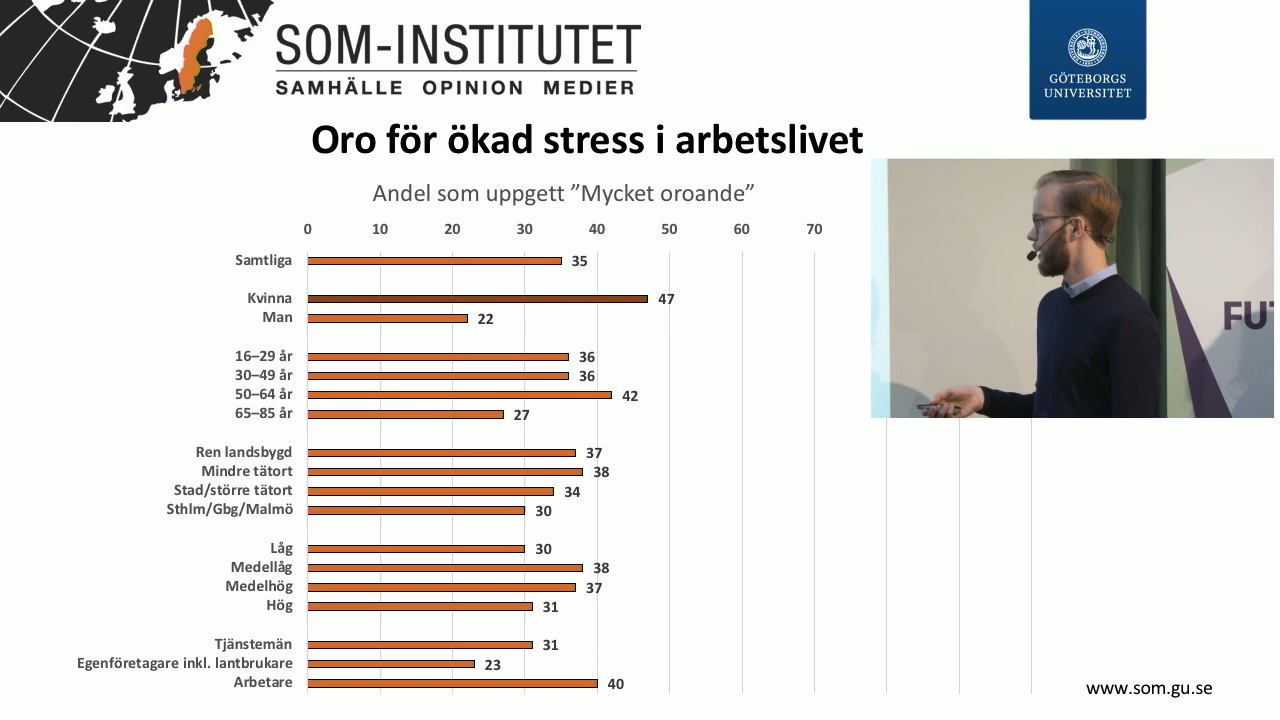 SOM-INSTITUTET
SAMHÄLLE OPINION MEDIER
GÖTEBORGS
UNIVERSITET
Oro för ökad stress i arbetslivet
Andel som uppgett ”Mycket oroande”
0 10 20 30 40 50 60 70
Samtliga 35
Kvinna 47
Man 22
16–29 år 36
30–49 år 36
50–64 år 42
65–85 år 27
Ren landsbygd 37
Mindre tätort 38
Stad/större tätort 34
Sthlm/Gbg/Malmö 30
Låg 30
Medellåg 38
Medelhög 37
Hög 31
Tjänstemän 31
Egenföretagare inkl. lantbrukare 23
Arbetare 40
FUT
www.som.gu.se